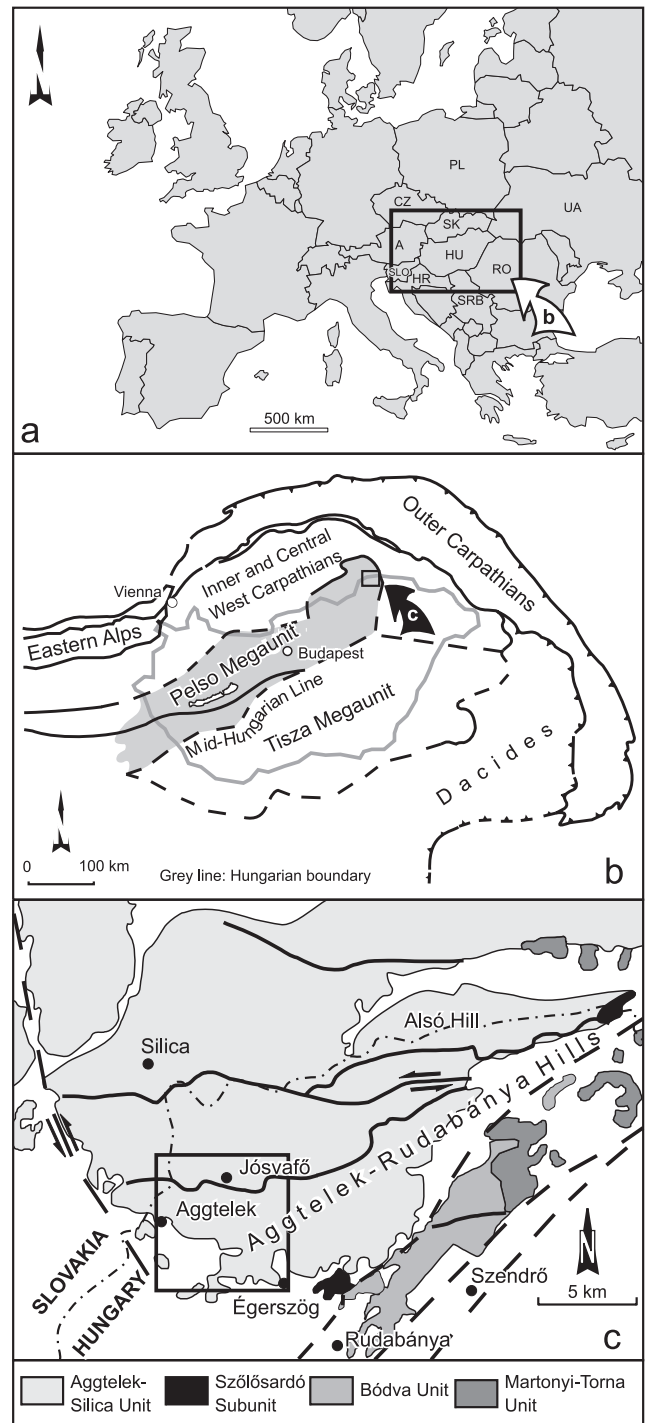 PL
CZ
UA
SK
A
HU
SLO
HR
RO
SRB
b
500 km
a
Outer Carpathians
Inner and Central
West Carpathians
Vienna
c
Eastern Alps
Pelso Megaunit
Budapest
Mid-Hungarian Line
Tisza Megaunit
Dacides
0 100 km
Grey line: Hungarian boundary
b
Alsó Hill
Silica
Aggtelek-Rudabánya Hills
Jósvafő
Aggtelek
SLOVAKIA
HUNGARY
N
Szendrő
Égerszög
5 km
Rudabánya
c
Aggtelek-
Silica Unit
Szőlősardó
Subunit
Bódva Unit
Martonyi-Torna
Unit